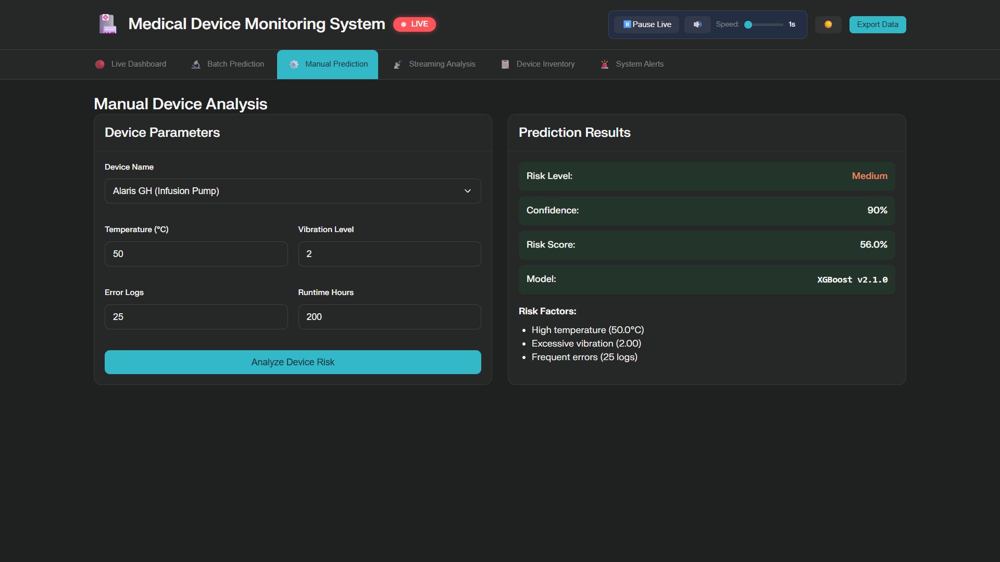 Medical Device Monitoring System
LIVE
Pause Live
Speed:
1s
Export Data
Live Dashboard
Batch Prediction
Manual Prediction
Streaming Analysis
Device Inventory
System Alerts
Manual Device Analysis
Device Parameters
Device Name
Alaris GH (Infusion Pump)
Temperature (°C)
Vibration Level
50
2
Error Logs
Runtime Hours
25
200
Analyze Device Risk
Prediction Results
Risk Level:
Medium
Confidence:
90%
Risk Score:
56.0%
Model:
XGBoost v2.1.0
Risk Factors:
• High temperature (50.0°C)
• Excessive vibration (2.00)
• Frequent errors (25 logs)